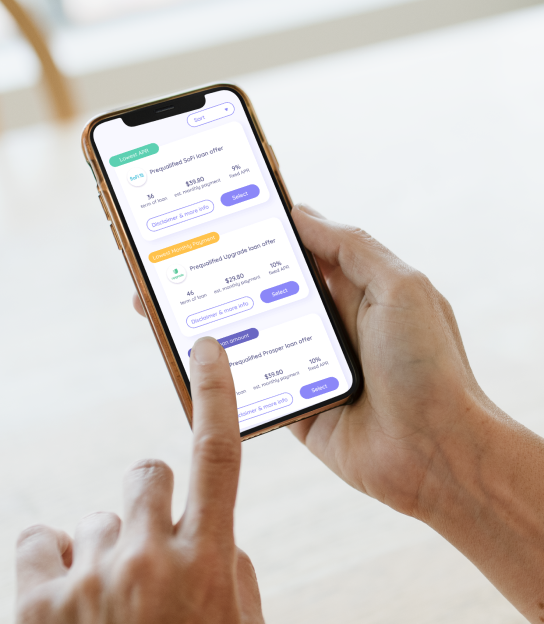 Sort
Lowest APR
SoFi
Prequalified SoFi loan offer
36
term of loan
$39.80
est. monthly payment
9%
fixed APR
Disclaimer & more info
Select
Lowest Monthly Payment
Prequalified Upgrade loan offer
46
term of loan
$29.80
est. monthly payment
10%
fixed APR
Disclaimer & more info
Select
amount
Prequalified Prosper loan offer
loan
$39.80
est. monthly payment
10%
fixed APR
& more info
Select